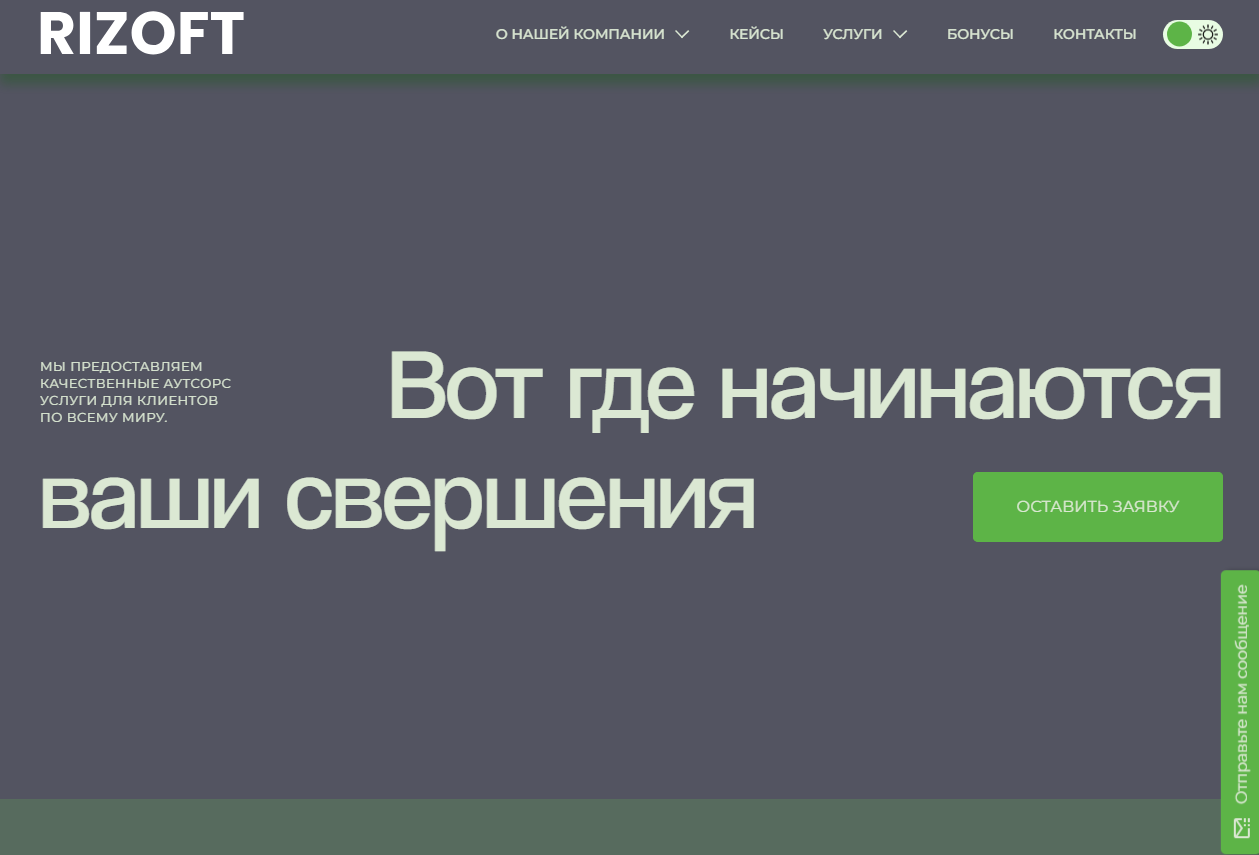 RIZOFT
О НАШЕЙ КОМПАНИИ
КЕЙСЫ
УСЛУГИ
БОНУСЫ
КОНТАКТЫ
МЫ ПРЕДОСТАВЛЯЕМ
КАЧЕСТВЕННЫЕ АУТСОРС
УСЛУГИ ДЛЯ КЛИЕНТОВ
ПО ВСЕМУ МИРУ.
Вот где начинаются
ваши свершения
ОСТАВИТЬ ЗАЯВКУ
Отправьте нам сообщение